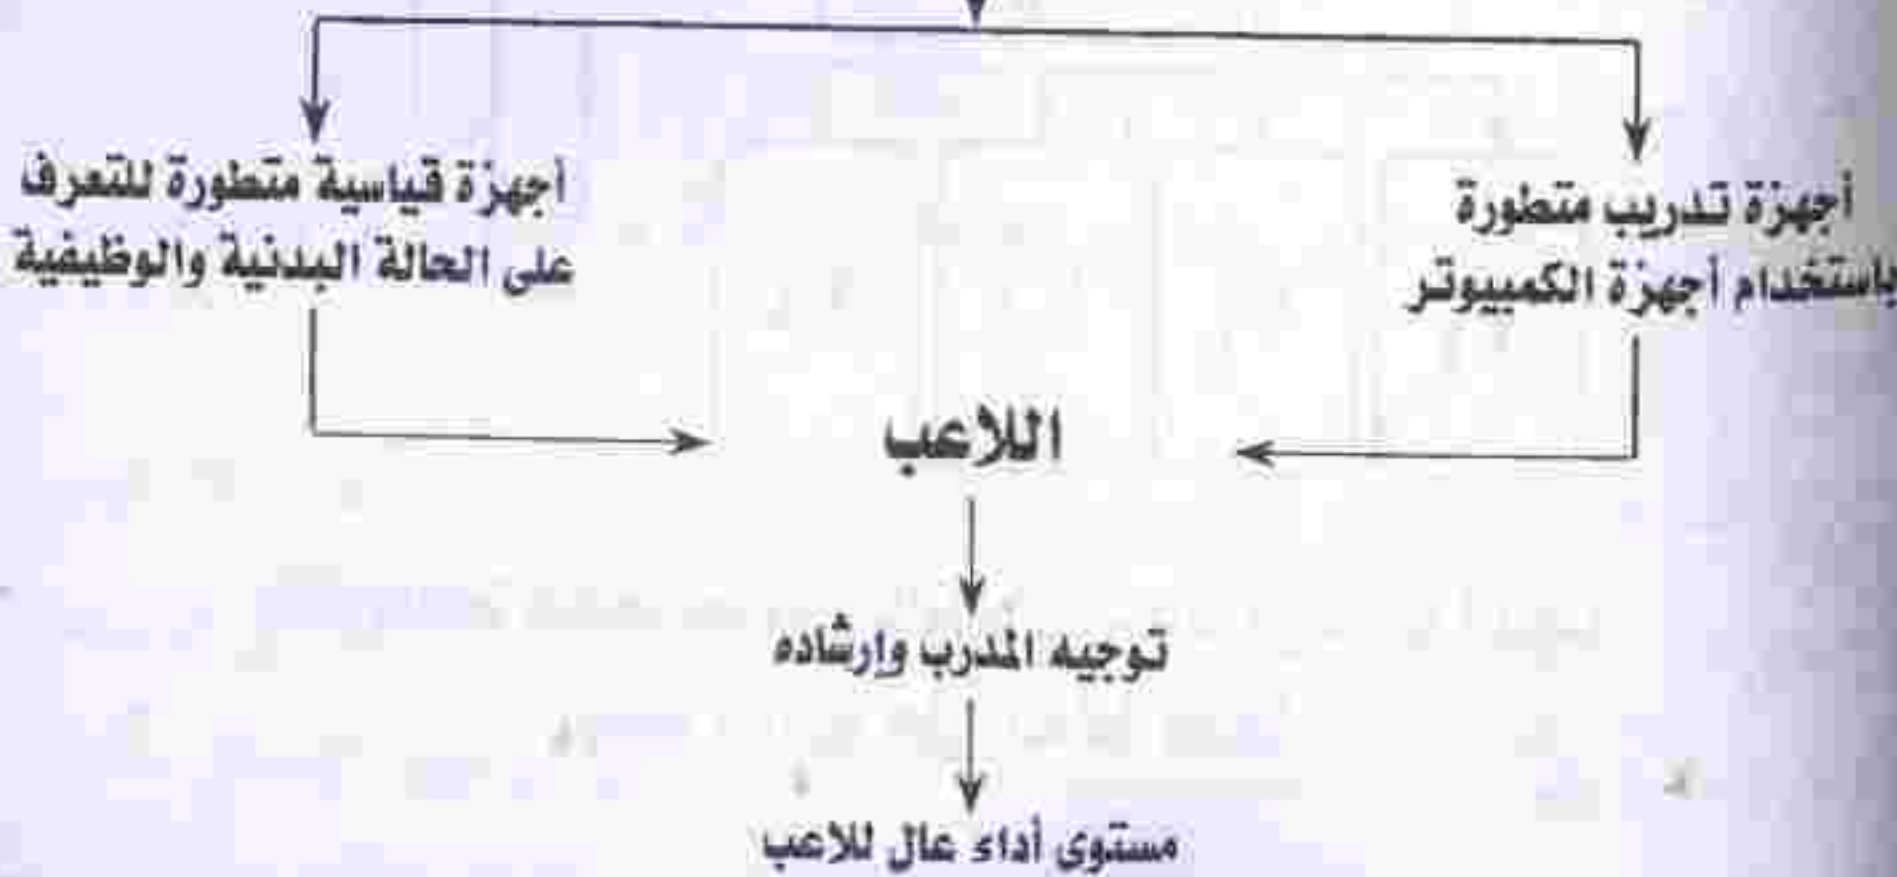 أجهزة تدريب متطورة
باستخدام أجهزة الكمبيوتر
أجهزة قياسية متطورة للتعرف
على الحالة البدنية والوظيفية
اللاعب
توجيه المدرب وإرشاده
مستوى أداء عال للاعب